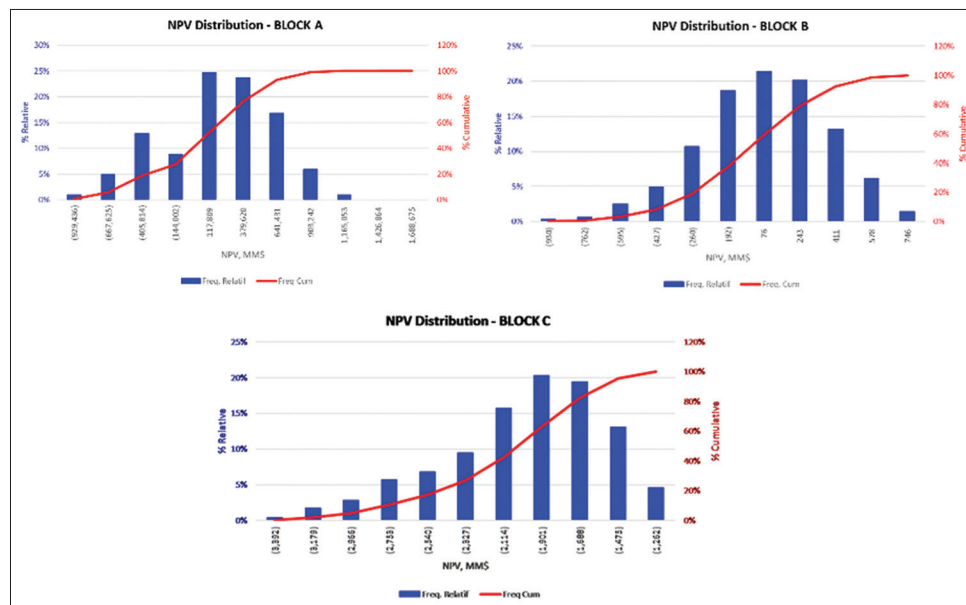 NPV Distribution - BLOCK A
30%
25%
20%
15%
10%
5%
0%
% Relative
120%
100%
80%
60%
40%
20%
0%
% Cumulative
(929,436) (667,625) (405,814) (144,002) 117,809 379,620 641,431 903,242 1,165,053 1,426,864 1,688,675
NPV, MM$
Freq. Relatif Freq Cum
NPV Distribution - BLOCK B
25%
20%
15%
10%
5%
0%
% Relative
120%
100%
80%
60%
40%
20%
0%
% Cumulative
(930) (762) (595) (427) (260) (92) 76 243 411 578 746
NPV, MM$
Freq. Relatif Freq Cum
NPV Distribution - BLOCK C
25%
20%
15%
10%
5%
0%
% Relative
120%
100%
80%
60%
40%
20%
0%
% Cumulative
(3,392) (3,179) (2,966) (2,753) (2,540) (2,327) (2,114) (1,901) (1,688) (1,475) (1,262)
NPV, MM$
Freq. Relatif Freq Cum